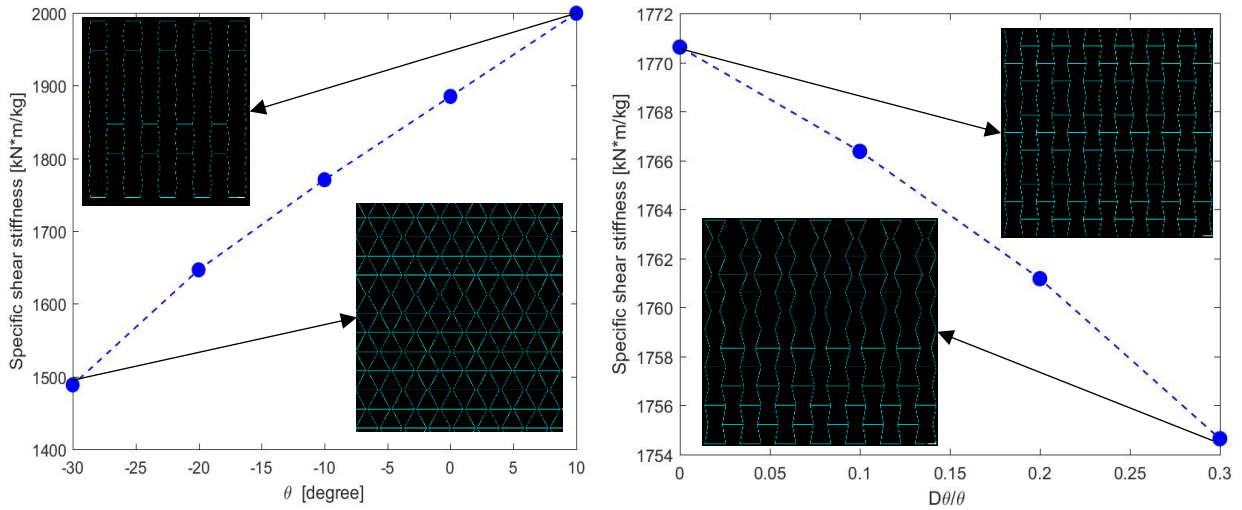 2000
1900
1800
1700
1600
1500
1400
Specific shear stiffness [kN*m/kg]
-30 -25 -20 -15 -10 -5 0 5 10
θ [degree]
1772
1770
1768
1766
1764
1762
1760
1758
1756
1754
Specific shear stiffness [kN*m/kg]
0 0.05 0.1 0.15 0.2 0.25 0.3
Dθ/θ